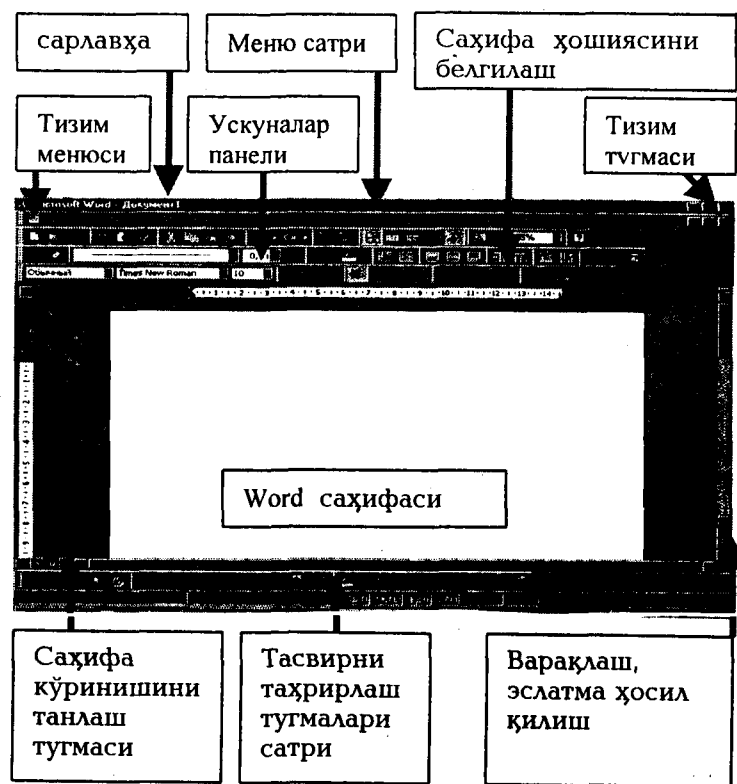 сарлавҳа
Меню сатри
Саҳифа ҳошиясини
белгилаш
Тизим
менюси
Ускуналар
панели
Тизим
тугмаси
Microsoft Word - Документ1
Обычный Times New Roman 10
Word саҳифаси
Саҳифа
кўринишини
танлаш
тугмаси
Тасвирни
таҳрирлаш
тугмалари
сатри
Варақлаш,
эслатма ҳосил
қилиш